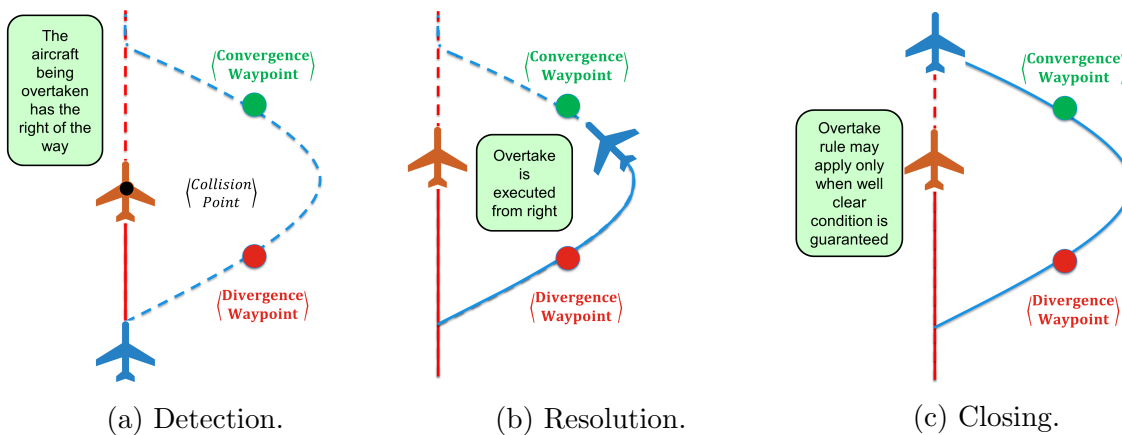 The
aircraft
being
overtaken
has the
right of the
way
⟨Convergence
Waypoint⟩
⟨Collision
Point⟩
⟨Divergence
Waypoint⟩
(a) Detection.
⟨Convergence
Waypoint⟩
Overtake
is
executed
from right
⟨Divergence
Waypoint⟩
(b) Resolution.
⟨Convergence
Waypoint⟩
Overtake
rule may
apply only
when well
clear
condition is
guaranteed
⟨Divergence
Waypoint⟩
(c) Closing.